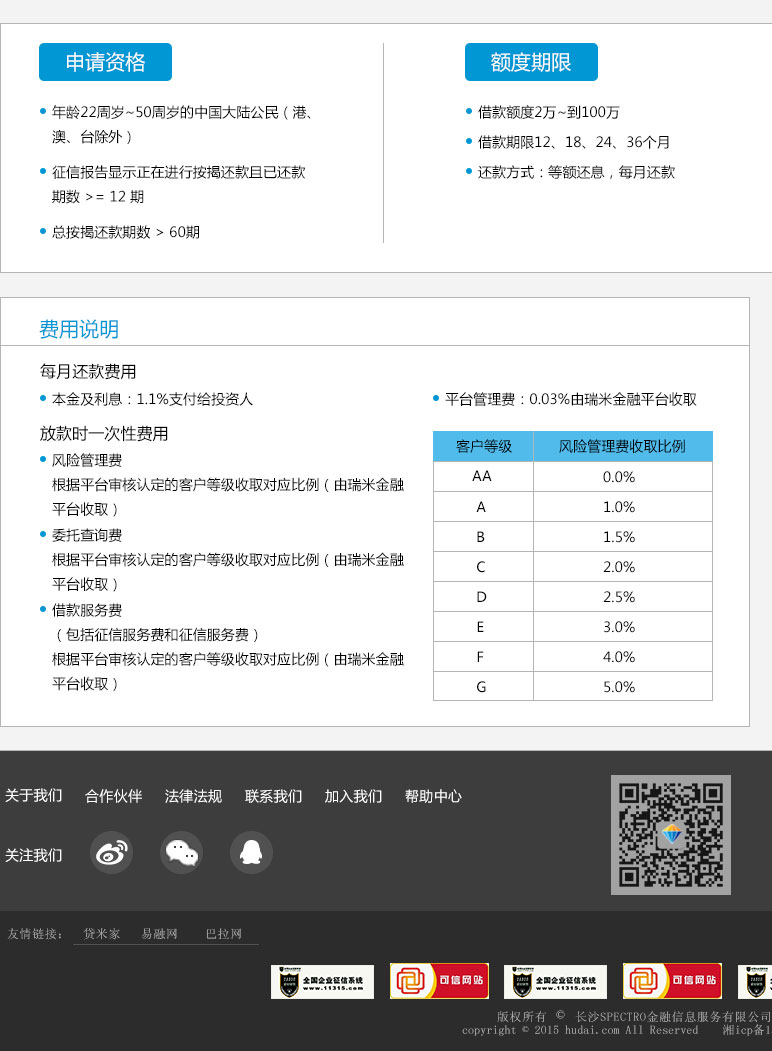 申请资格
年龄22周岁~50周岁的中国大陆公民（港、
澳、台除外）
征信报告显示正在进行按揭还款且已还款
期数 >= 12 期
总按揭还款期数 > 60期
额度期限
借款额度2万~到100万
借款期限12、18、24、36个月
还款方式：等额还息，每月还款
费用说明
每月还款费用
本金及利息：1.1%支付给投资人
平台管理费：0.03%由瑞米金融平台收取
放款时一次性费用
风险管理费
根据平台审核认定的客户等级收取对应比例（由瑞米金融
平台收取）
委托查询费
根据平台审核认定的客户等级收取对应比例（由瑞米金融
平台收取）
借款服务费
（包括征信服务费和征信服务费）
根据平台审核认定的客户等级收取对应比例（由瑞米金融
平台收取）
客户等级 风险管理费收取比例
AA 0.0%
A 1.0%
B 1.5%
C 2.0%
D 2.5%
E 3.0%
F 4.0%
G 5.0%
关于我们 合作伙伴 法律法规 联系我们 加入我们 帮助中心
关注我们
友情链接： 贷米家 易融网 巴拉网
全国企业征信系统
www.11315.com
可信网站
全国企业征信系统
www.11315.com
可信网站
版权所有 © 长沙SPECTRO金融信息服务有限公司
copyright © 2015 hudai.com All Reserved 湘icp备1